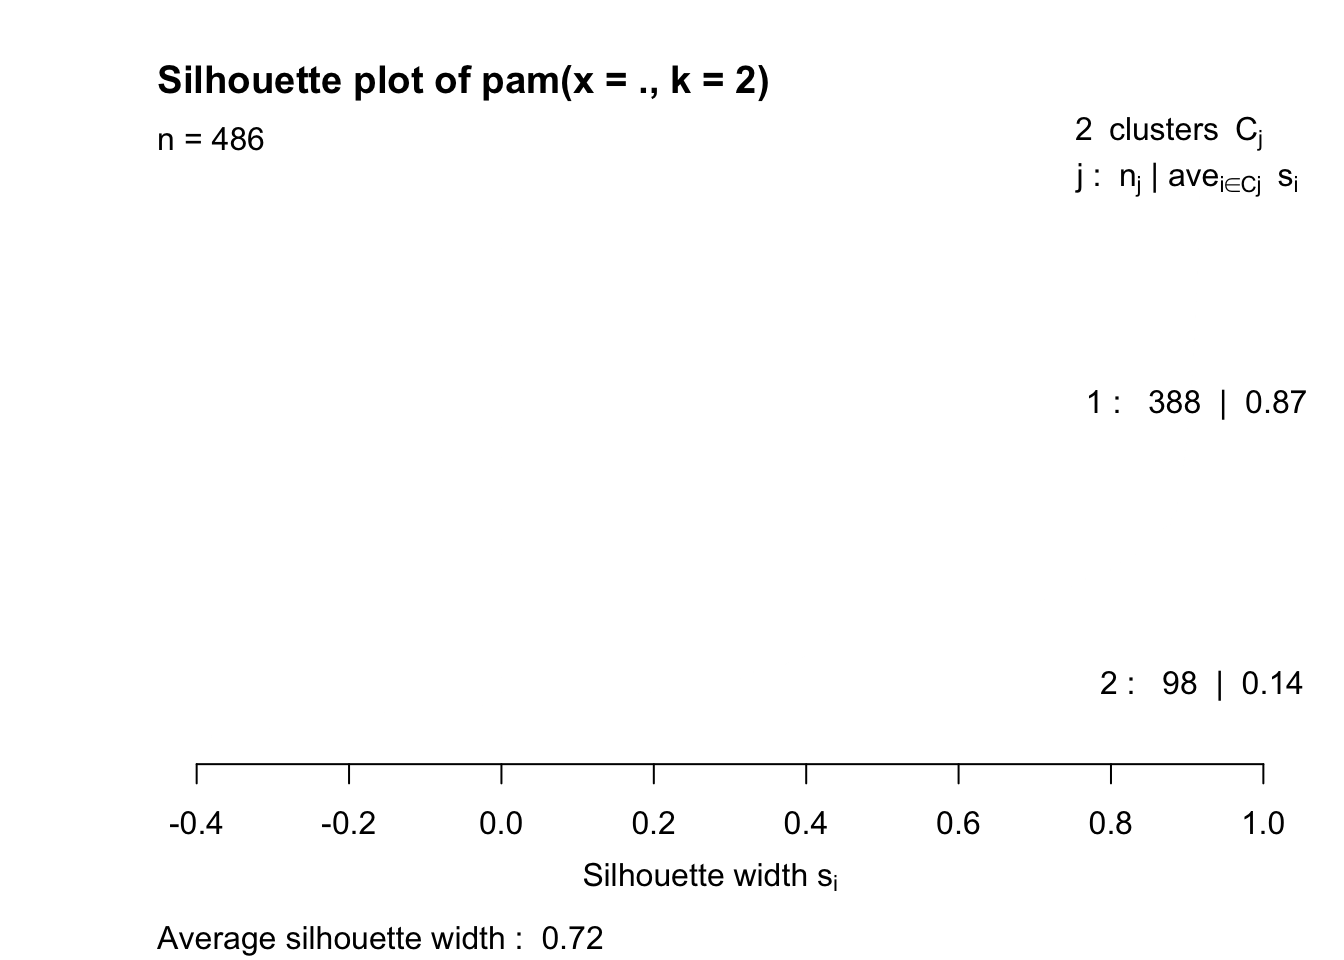 Silhouette plot of pam(x = ., k = 2)
n = 486
2 clusters Cj
j : nj | avei∈Cj si
1 : 388 | 0.87
2 : 98 | 0.14
-0.4 -0.2 0.0 0.2 0.4 0.6 0.8 1.0
Silhouette width si
Average silhouette width : 0.72